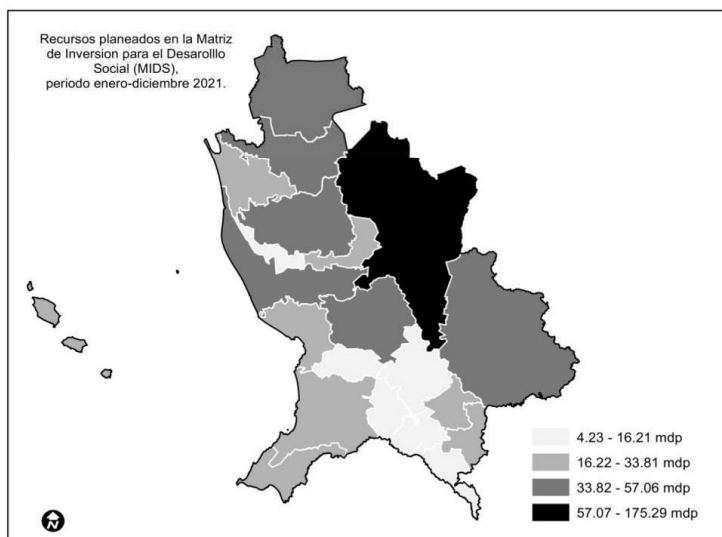 Recursos planeados en la Matriz
de Inversion para el Desarolllo
Social (MIDS),
periodo enero-diciembre 2021.
4.23 - 16.21 mdp
16.22 - 33.81 mdp
33.82 - 57.06 mdp
57.07 - 175.29 mdp
N